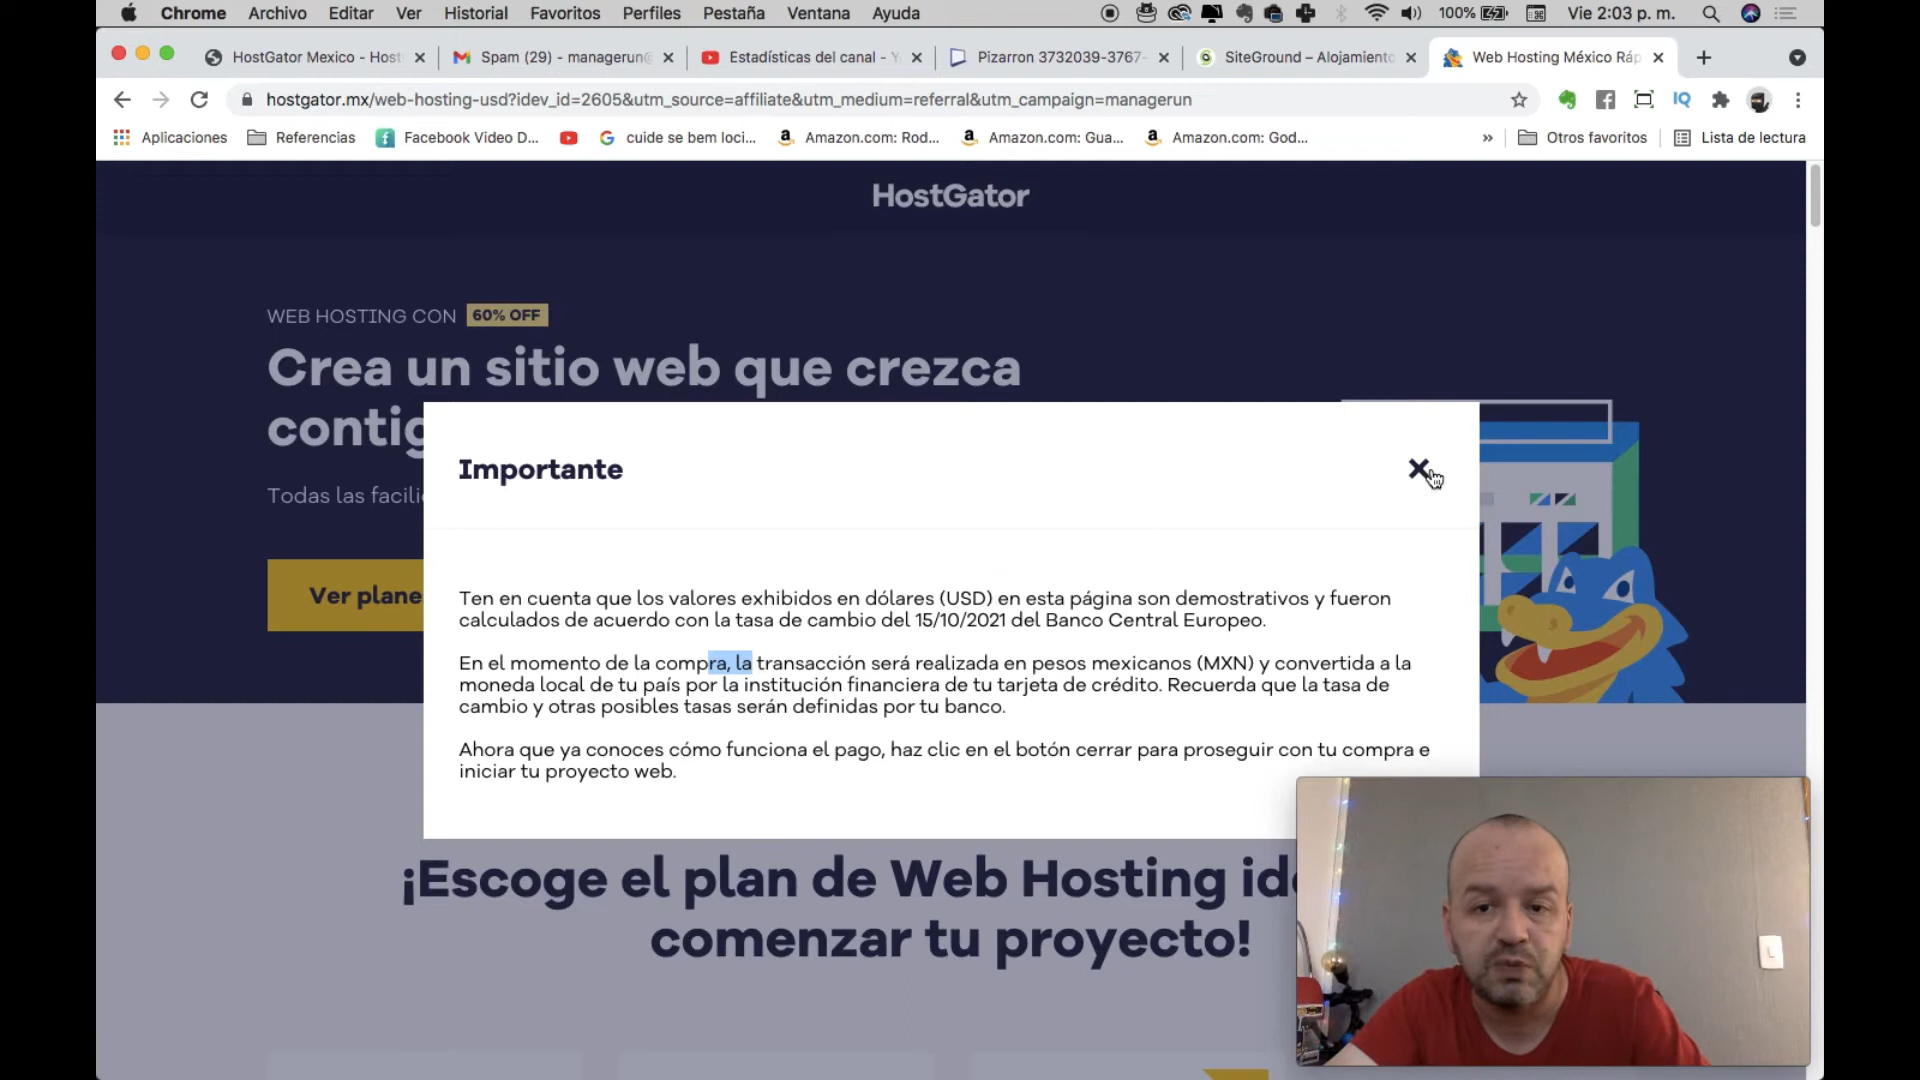 Chrome Archivo Editar Ver Historial Favoritos Perfiles Pestaña Ventana Ayuda 100% Vie 2:03 p. m.
HostGator Mexico - Host Spam (29) - managerun@ Estadísticas del canal - Y Pizarron 3732039-3767- SiteGround – Alojamiento Web Hosting México Ráp
hostgator.mx/web-hosting-usd?idev_id=2605&utm_source=affiliate&utm_medium=referral&utm_campaign=managerun
Aplicaciones Referencias Facebook Video D... cuide se bem loci... Amazon.com: Rod... Amazon.com: Gua... Amazon.com: God... » Otros favoritos Lista de lectura
HostGator
WEB HOSTING CON 60% OFF
Crea un sitio web que crezca
contig
Importante
Todas las facili
Ver plane
Ten en cuenta que los valores exhibidos en dólares (USD) en esta página son demostrativos y fueron
calculados de acuerdo con la tasa de cambio del 15/10/2021 del Banco Central Europeo.
En el momento de la compra, la transacción será realizada en pesos mexicanos (MXN) y convertida a la
moneda local de tu país por la institución financiera de tu tarjeta de crédito. Recuerda que la tasa de
cambio y otras posibles tasas serán definidas por tu banco.
Ahora que ya conoces cómo funciona el pago, haz clic en el botón cerrar para proseguir con tu compra e
iniciar tu proyecto web.
¡Escoge el plan de Web Hosting ide
comenzar tu proyecto!